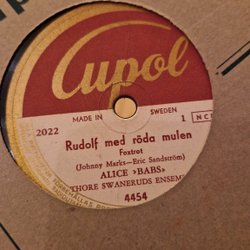 Cupol
MADE IN SWEDEN
2022 1 NC
Rudolf med röda mulen
Foxtrot
(Johnny Marks—Eric Sandström)
ALICE »BABS»
THORE SWANERUDS ENSEM
4454